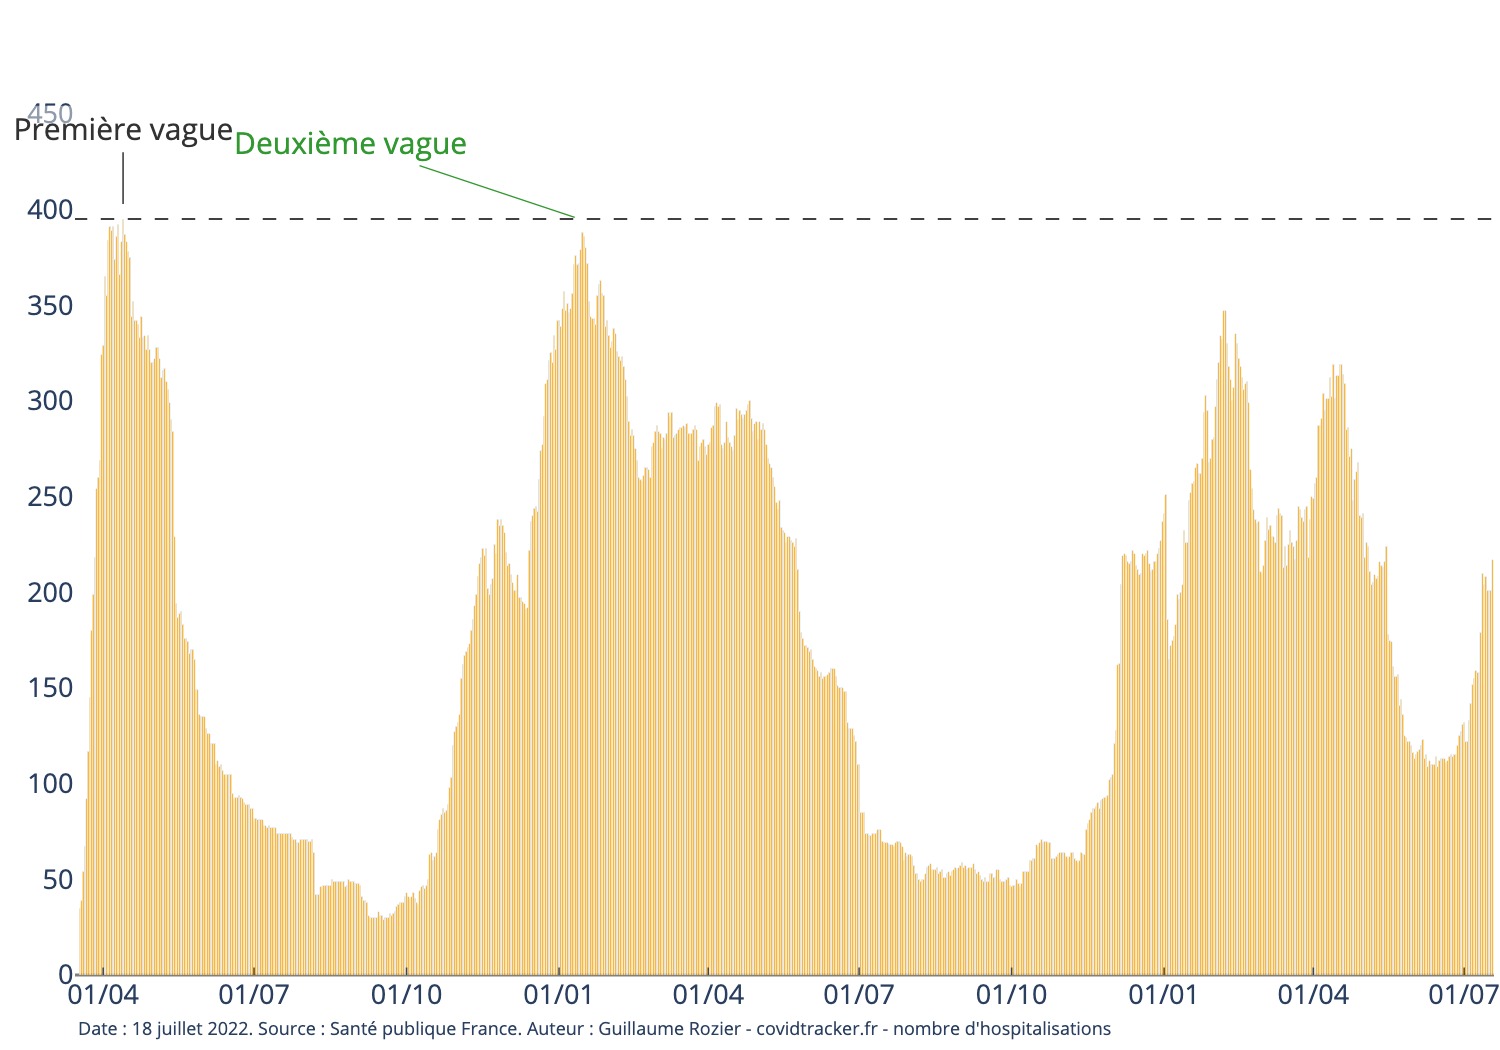 450
Première vague
Deuxième vague
400
350
300
250
200
150
100
50
0
01/04 01/07 01/10 01/01 01/04 01/07 01/10 01/01 01/04 01/07
Date : 18 juillet 2022. Source : Santé publique France. Auteur : Guillaume Rozier - covidtracker.fr - nombre d'hospitalisations